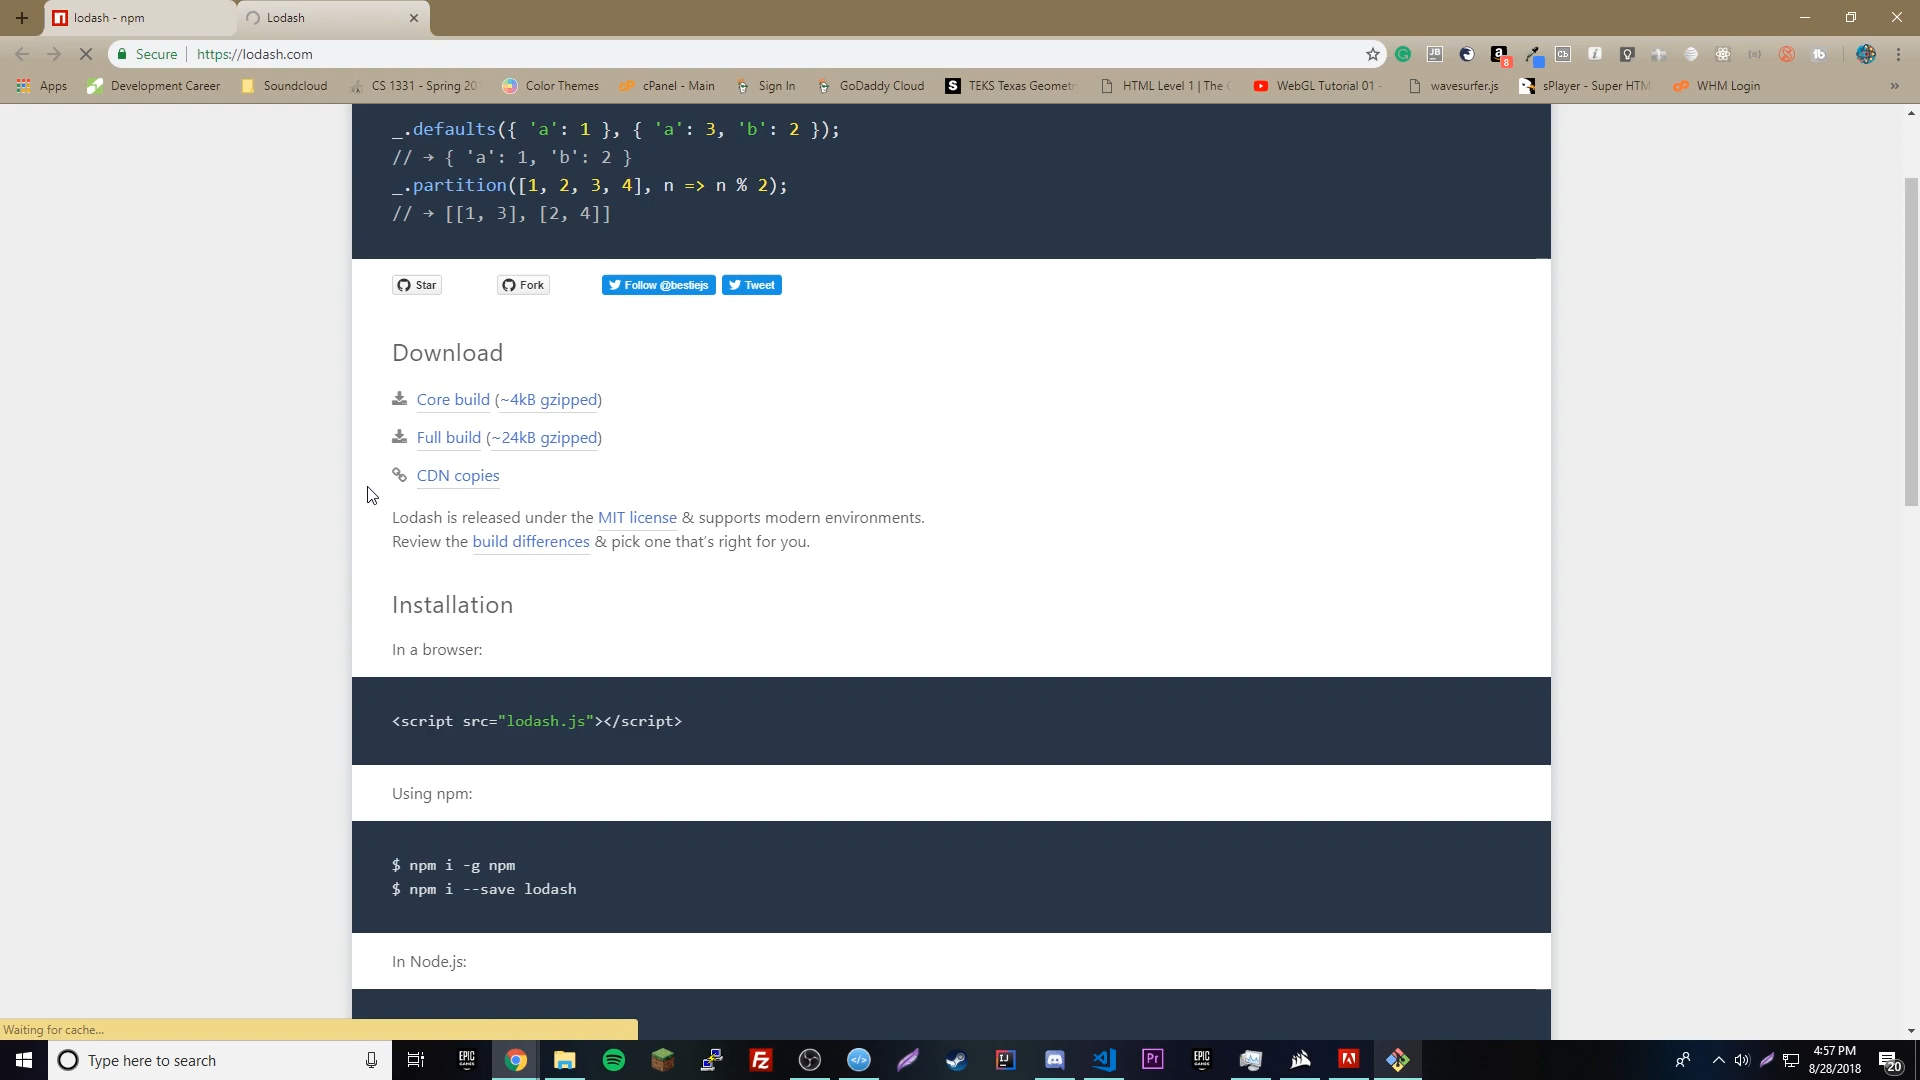 lodash - npm
Lodash
Secure
https://lodash.com
8
Apps
Development Career
Soundcloud
CS 1331 - Spring 20
Color Themes
cPanel - Main
Sign In
GoDaddy Cloud
TEKS Texas Geometr
HTML Level 1 | The C
WebGL Tutorial 01 -
wavesurfer.js
sPlayer - Super HTM
WHM Login
»
_.defaults({ 'a': 1 }, { 'a': 3, 'b': 2 });
// → { 'a': 1, 'b': 2 }
_.partition([1, 2, 3, 4], n => n % 2);
// → [[1, 3], [2, 4]]
Star
Fork
Follow @bestiejs
Tweet
Download
Core build (~4kB gzipped)
Full build (~24kB gzipped)
CDN copies
Lodash is released under the MIT license & supports modern environments.
Review the build differences & pick one that’s right for you.
Installation
In a browser:
<script src="lodash.js"></script>
Using npm:
$ npm i -g npm
$ npm i --save lodash
In Node.js:
Waiting for cache...
Type here to search
4:57 PM
8/28/2018
20